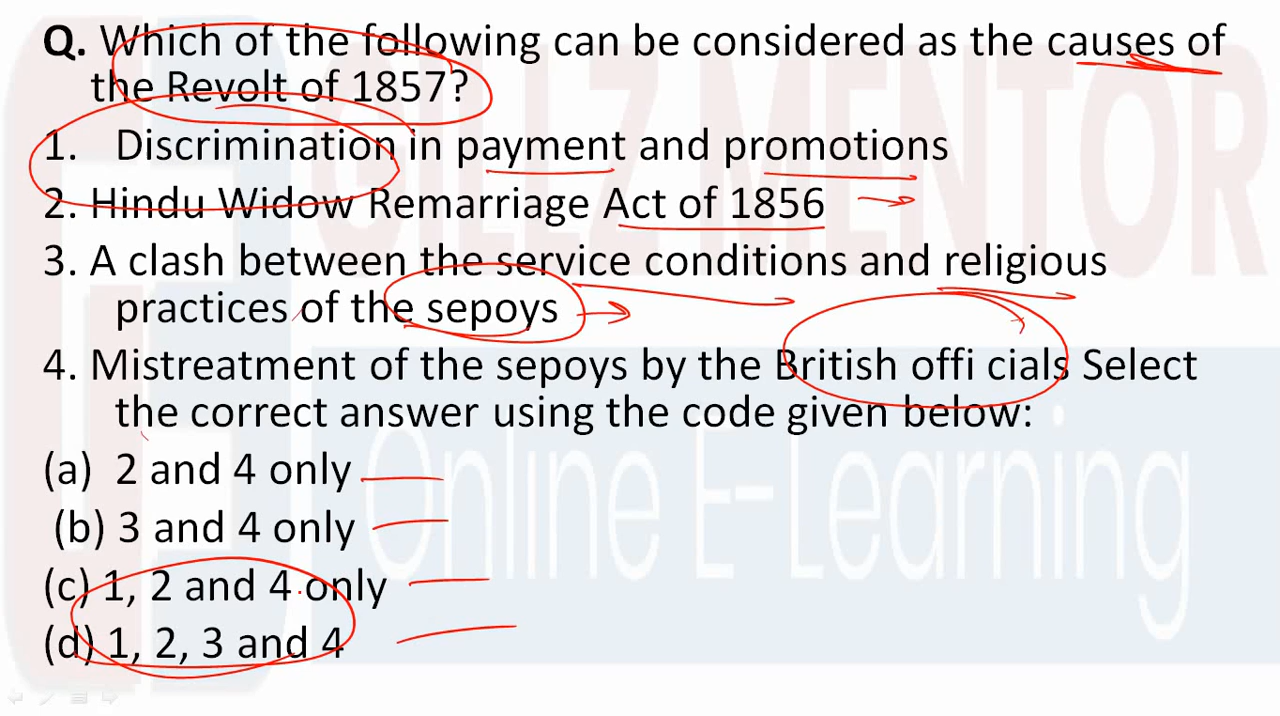 Q. Which of the following can be considered as the causes of
the Revolt of 1857?
1. Discrimination in payment and promotions
2. Hindu Widow Remarriage Act of 1856
3. A clash between the service conditions and religious
practices of the sepoys
4. Mistreatment of the sepoys by the British offi cials Select
the correct answer using the code given below:
(a) 2 and 4 only
(b) 3 and 4 only
(c) 1, 2 and 4 only
(d) 1, 2, 3 and 4
GILLZ MENTOR
Online E-Learning